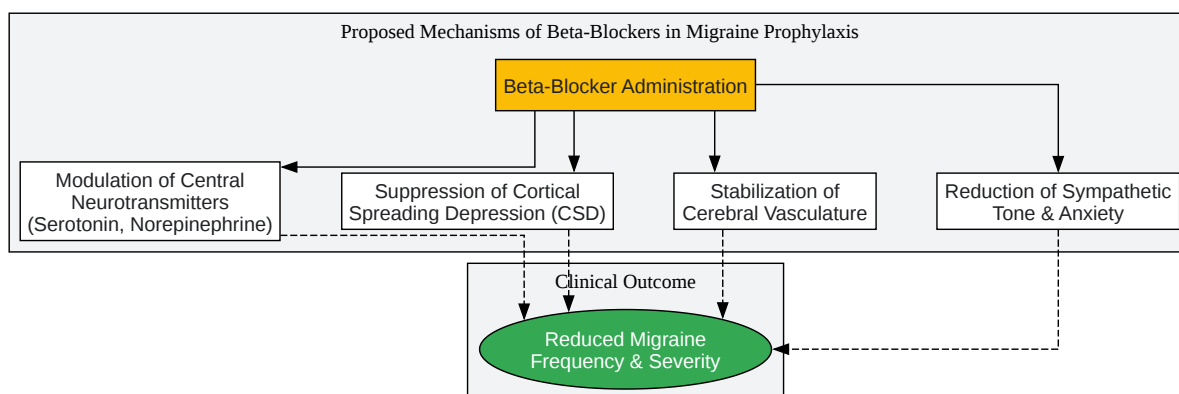 Proposed Mechanisms of Beta-Blockers in Migraine Prophylaxis
Beta-Blocker Administration
Modulation of Central
Neurotransmitters
(Serotonin, Norepinephrine)
Suppression of Cortical
Spreading Depression (CSD)
Stabilization of
Cerebral Vasculature
Reduction of Sympathetic
Tone & Anxiety
Clinical Outcome
Reduced Migraine
Frequency & Severity